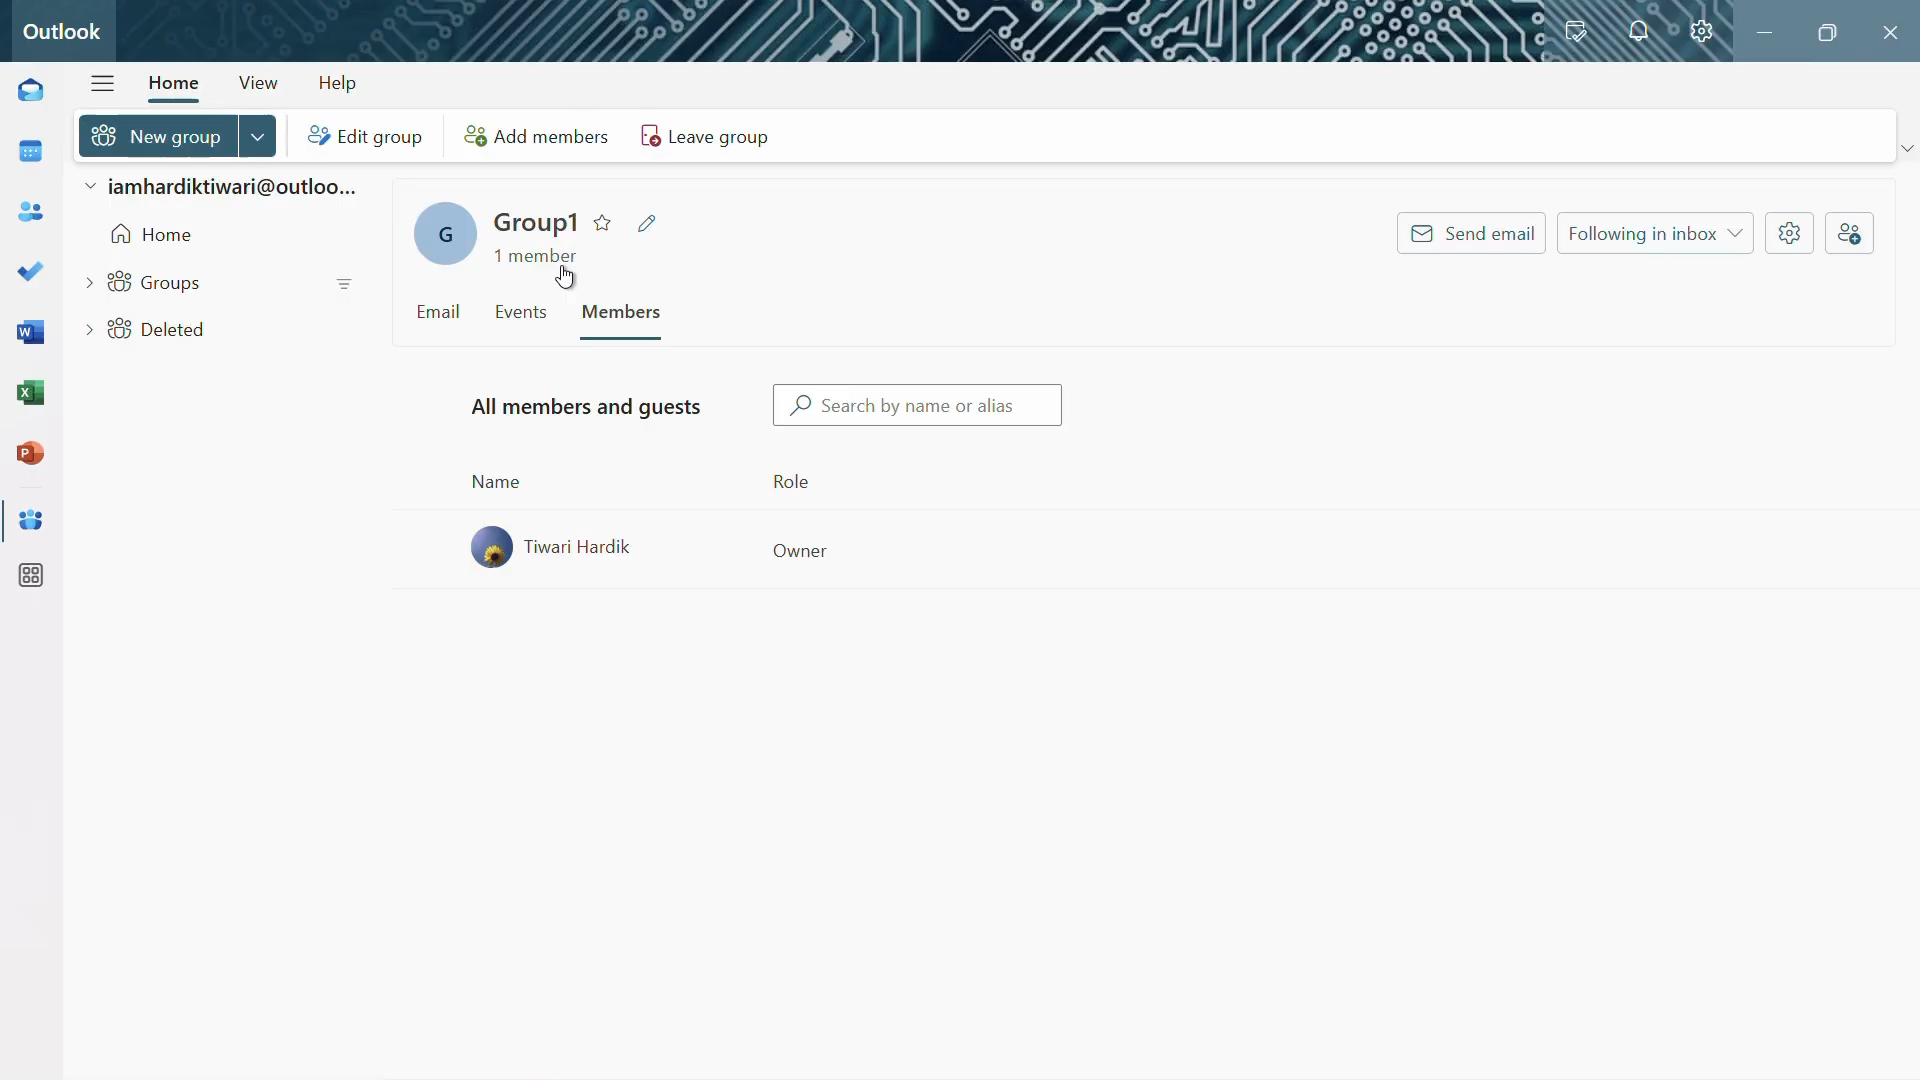 Outlook
Home View Help
New group Edit group Add members Leave group
iamhardiktiwari@outloo...
Home
Groups
Deleted
G
Group1
1 member
Send email Following in inbox
Email Events Members
All members and guests Search by name or alias
Name Role
Tiwari Hardik Owner